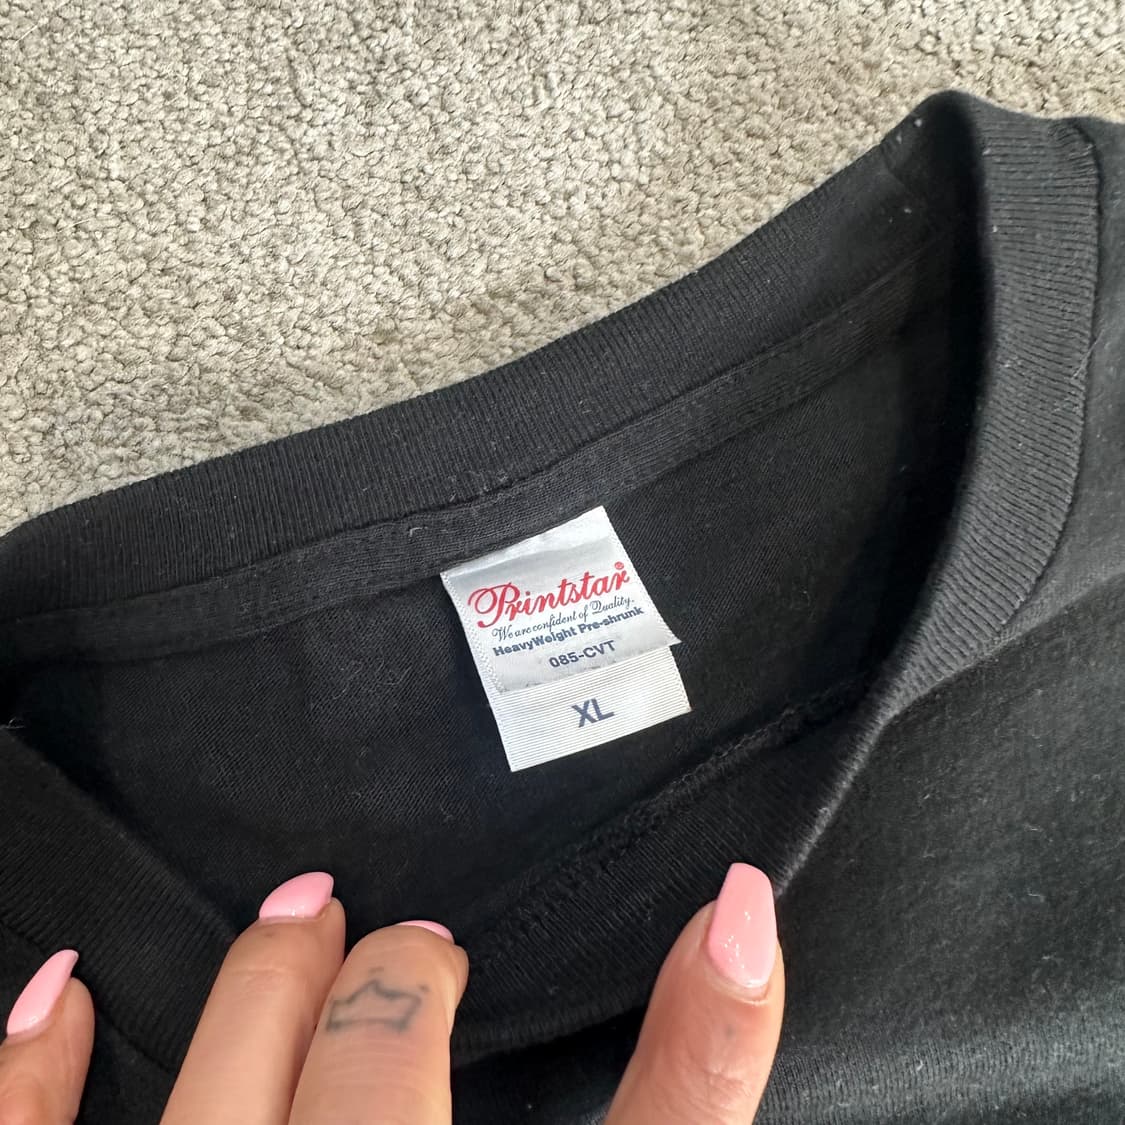 Printstar®
We are confident of Quality.
HeavyWeight Pre-shrunk
085-CVT
XL